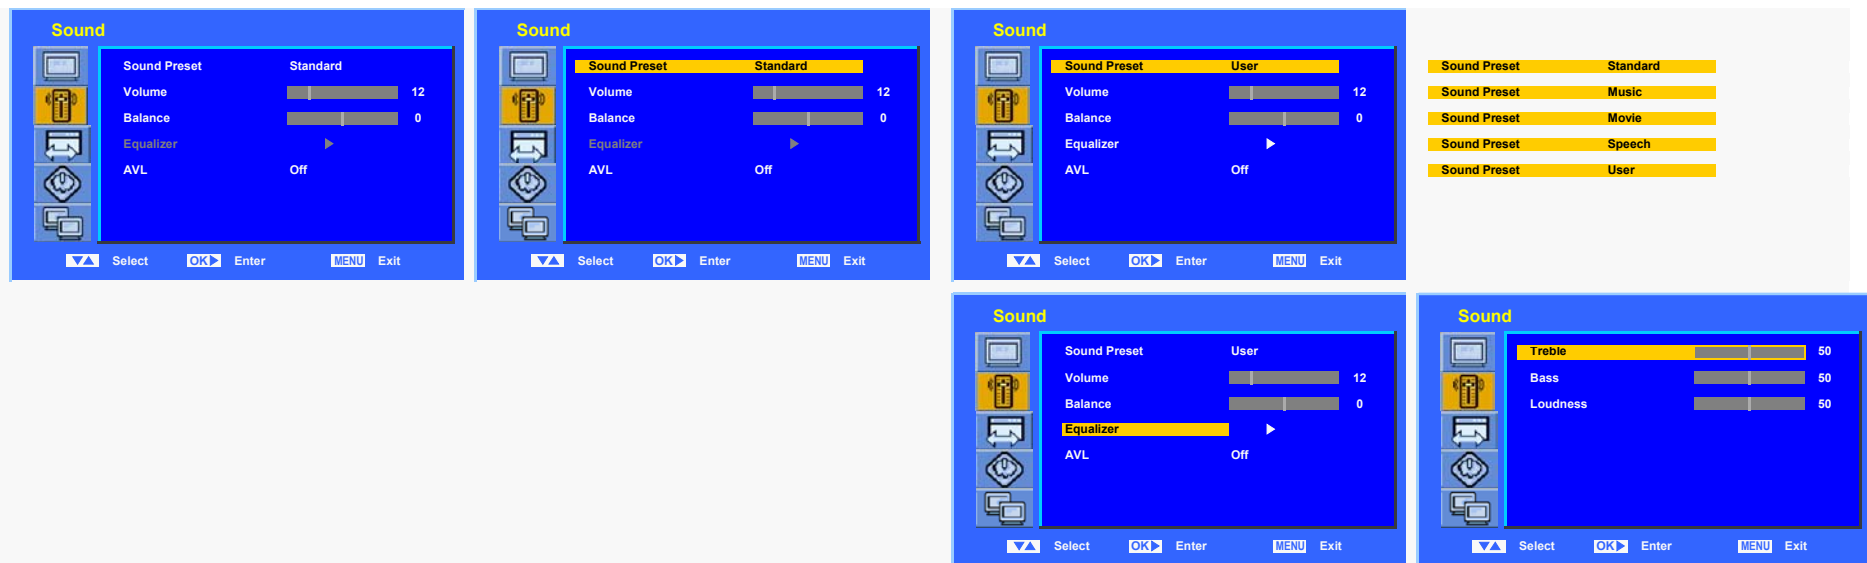 Sound
Sound Preset Standard
Volume 12
Balance 0
Equalizer
AVL Off
Select OK Enter MENU Exit
Sound
Sound Preset Standard
Volume 12
Balance 0
Equalizer
AVL Off
Select OK Enter MENU Exit
Sound
Sound Preset User
Volume 12
Balance 0
Equalizer
AVL Off
Select OK Enter MENU Exit
Sound Preset Standard
Sound Preset Music
Sound Preset Movie
Sound Preset Speech
Sound Preset User
Sound
Sound Preset User
Volume 12
Balance 0
Equalizer
AVL Off
Select OK Enter MENU Exit
Sound
Treble 50
Bass 50
Loudness 50
Select OK Enter MENU Exit